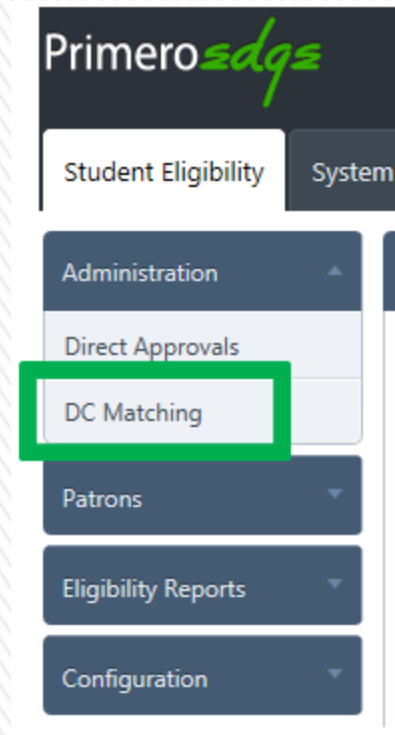 Primeroedge
Student Eligibility System
Administration
Direct Approvals
DC Matching
Patrons
Eligibility Reports
Configuration